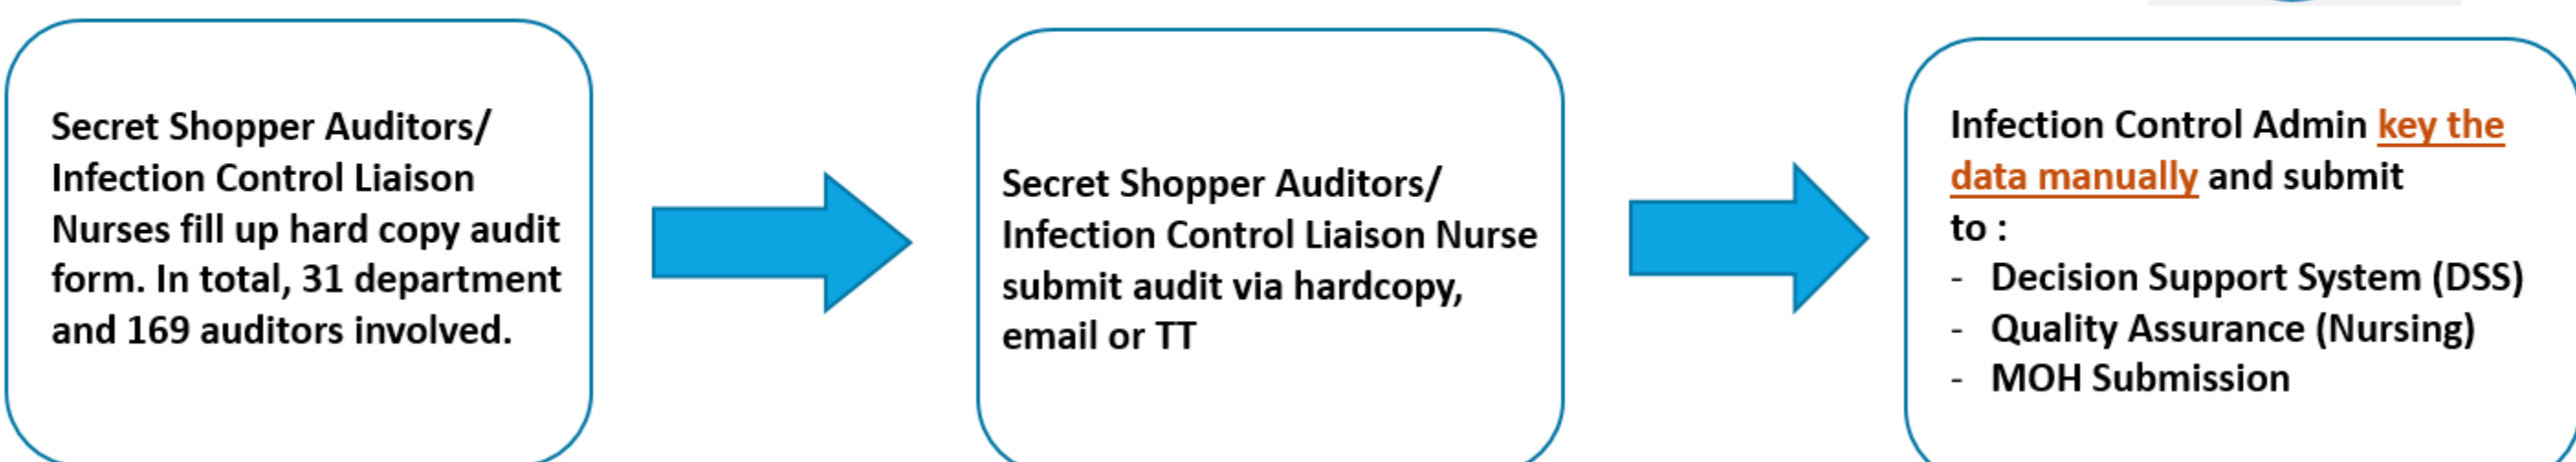 Secret Shopper Auditors/
Infection Control Liaison
Nurses fill up hard copy audit
form. In total, 31 department
and 169 auditors involved.
Secret Shopper Auditors/
Infection Control Liaison Nurse
submit audit via hardcopy,
email or TT
Infection Control Admin key the
data manually and submit
to :
- Decision Support System (DSS)
- Quality Assurance (Nursing)
- MOH Submission